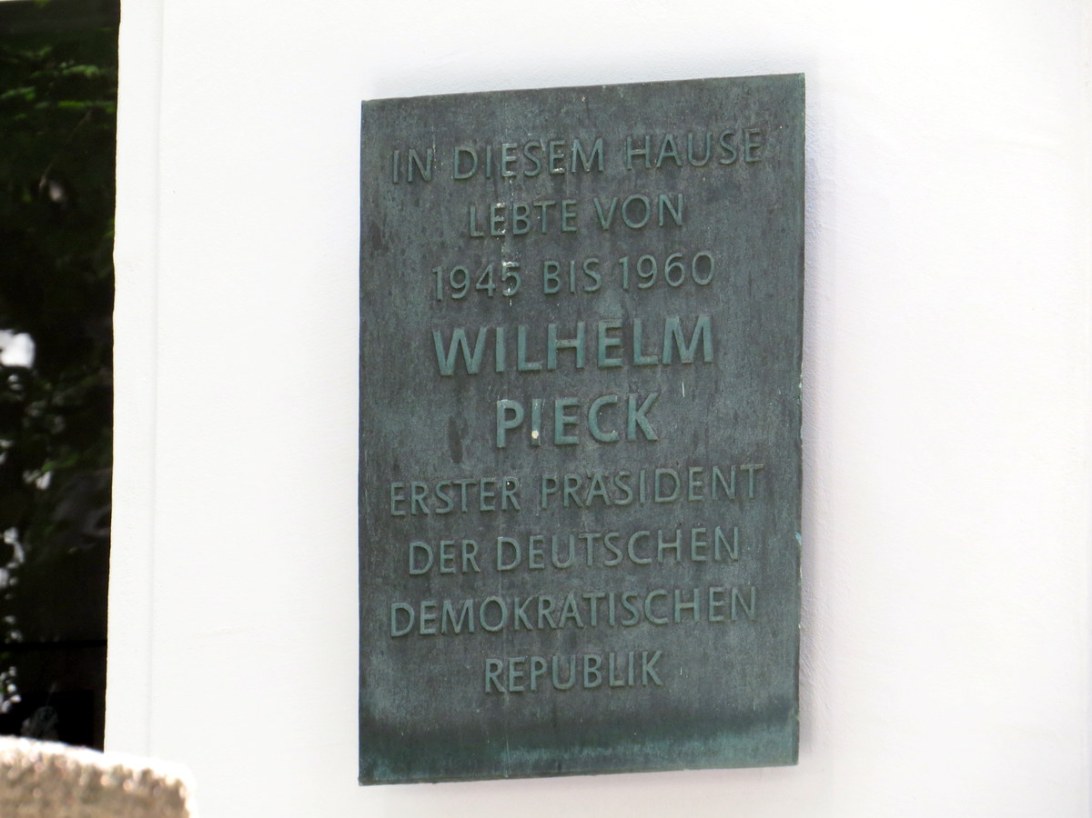 IN DIESEM HAUSE
LEBTE VON
1945 BIS 1960
WILHELM
PIECK
ERSTER PRÄSIDENT
DER DEUTSCHEN
DEMOKRATISCHEN
REPUBLIK